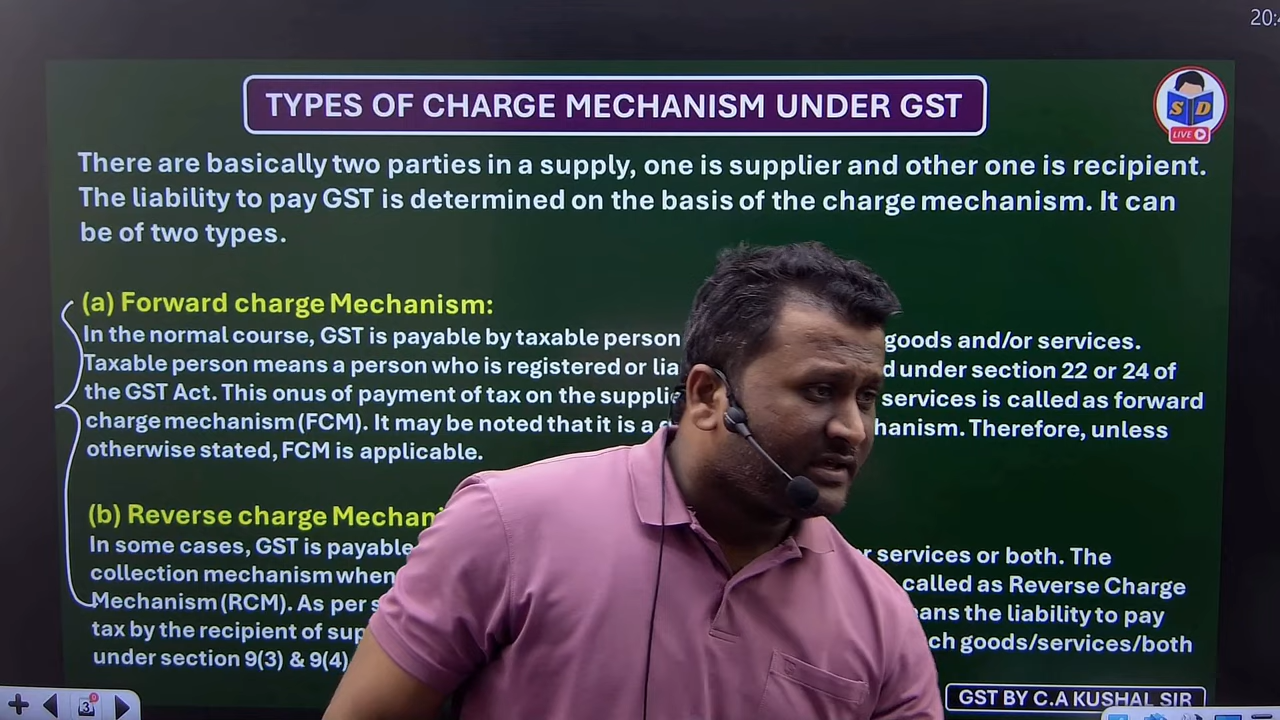 20:4
TYPES OF CHARGE MECHANISM UNDER GST
S D
LIVE
There are basically two parties in a supply, one is supplier and other one is recipient.
The liability to pay GST is determined on the basis of the charge mechanism. It can
be of two types.
(a) Forward charge Mechanism:
In the normal course, GST is payable by taxable person goods and/or services.
Taxable person means a person who is registered or under section 22 or 24 of
the GST Act. This onus of payment of tax on the services is called as forward
charge mechanism (FCM). It may be noted that it is a Therefore, unless
otherwise stated, FCM is applicable.
(b) Reverse charge
In some cases, GST is payable services or both. The
collection mechanism called as Reverse Charge
Mechanism (RCM). As per the liability to pay
tax by the recipient of goods/services/both
under section 9(3) & 9(4)
3
GST BY C.A KUSHAL SIR